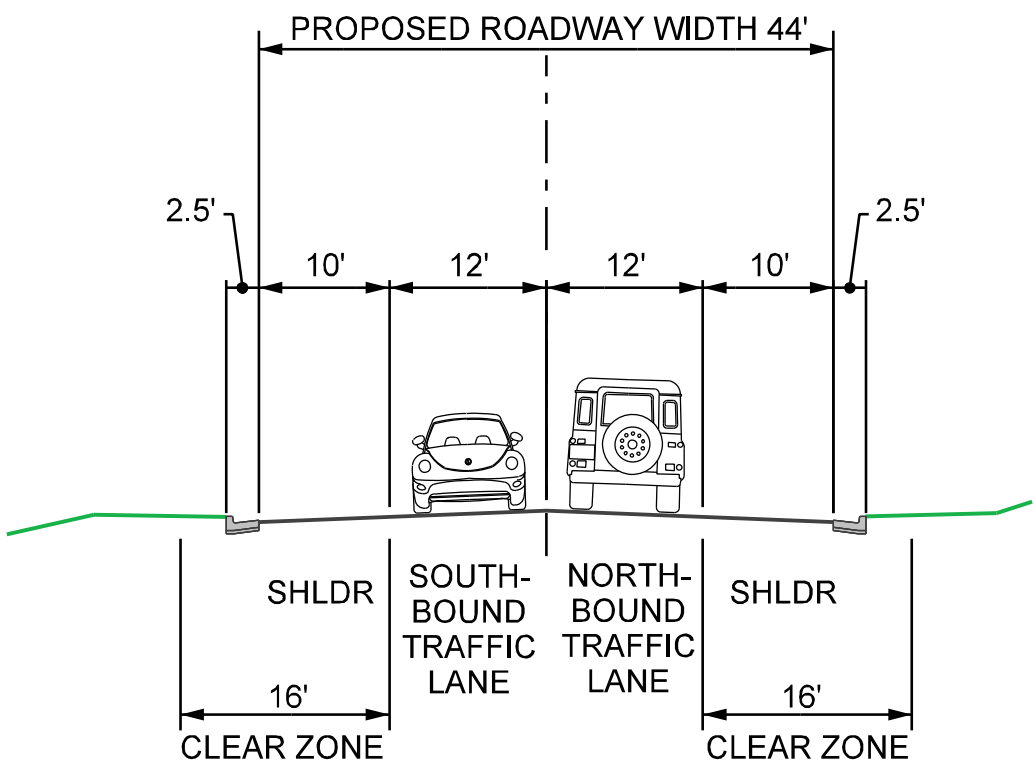 PROPOSED ROADWAY WIDTH 44'
2.5'
2.5'
10'
12'
12'
10'
SHLDR
SOUTH-
BOUND
TRAFFIC
LANE
NORTH-
BOUND
TRAFFIC
LANE
SHLDR
16'
16'
CLEAR ZONE
CLEAR ZONE